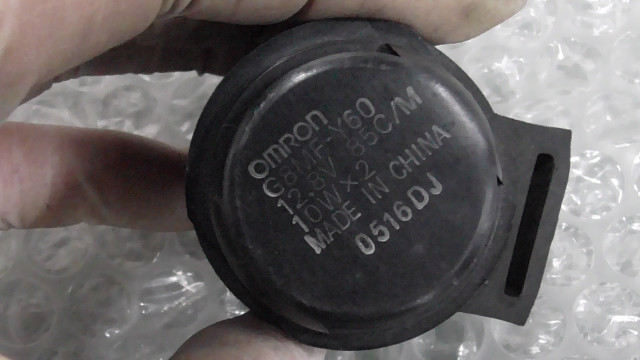 omron
G8MF-Y60
12.8V 85C/M
10W×2
MADE IN CHINA
0516DJ